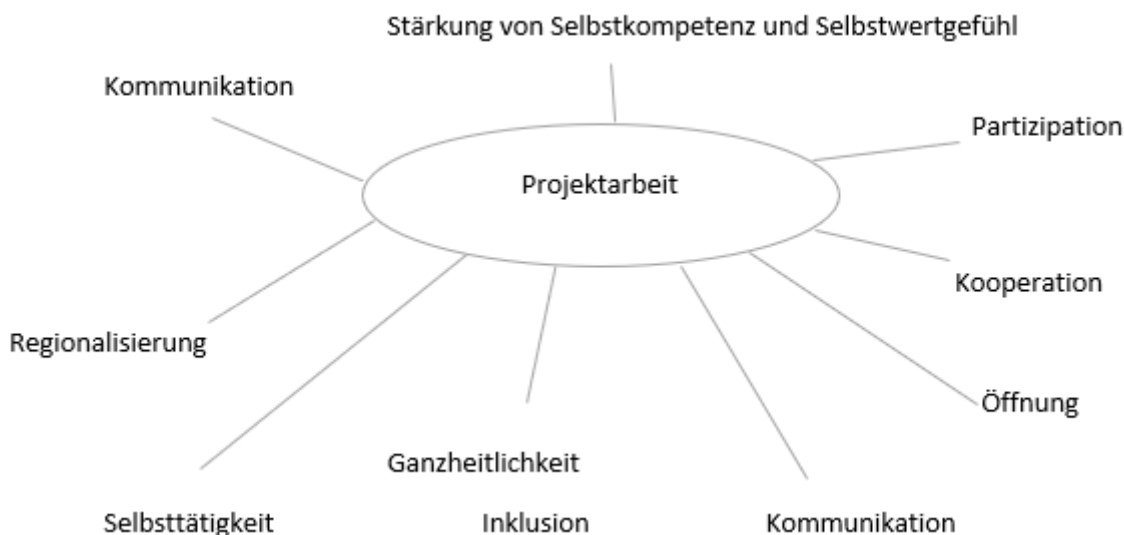 Stärkung von Selbstkompetenz und Selbstwertgefühl
Kommunikation
Partizipation
Projektarbeit
Kooperation
Regionalisierung
Öffnung
Ganzheitlichkeit
Selbsttätigkeit
Inklusion
Kommunikation